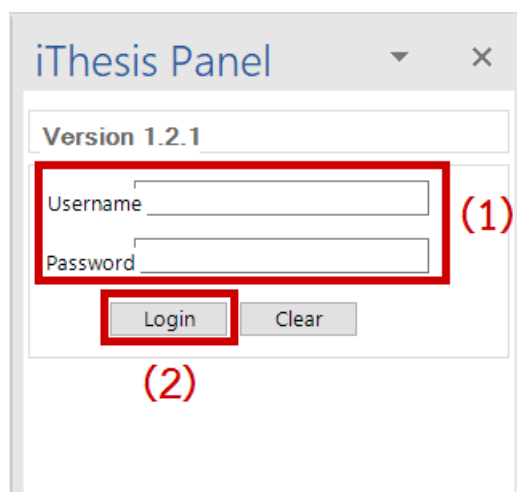 iThesis Panel
Version 1.2.1
Username
(1)
Password
Login Clear
(2)